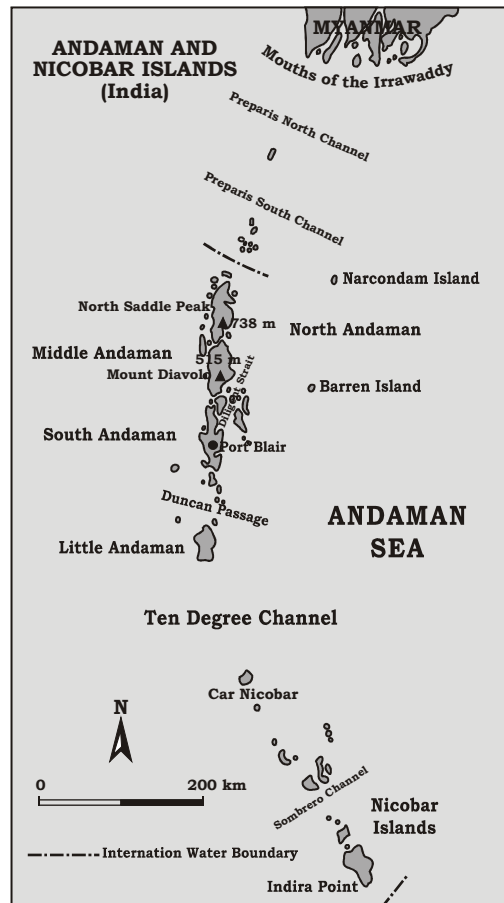 MYANMAR
ANDAMAN AND
NICOBAR ISLANDS
(India)
Mouths of the Irrawaddy
Preparis North Channel
Preparis South Channel
Narcondam Island
North Saddle Peak
738 m
North Andaman
Middle Andaman
515 m
Mount Diavolo
Diligent Strait
Barren Island
South Andaman
Port Blair
Duncan Passage
ANDAMAN
SEA
Little Andaman
Ten Degree Channel
Car Nicobar
N
0
200 km
Sombrero Channel
Nicobar
Islands
Internation Water Boundary
Indira Point